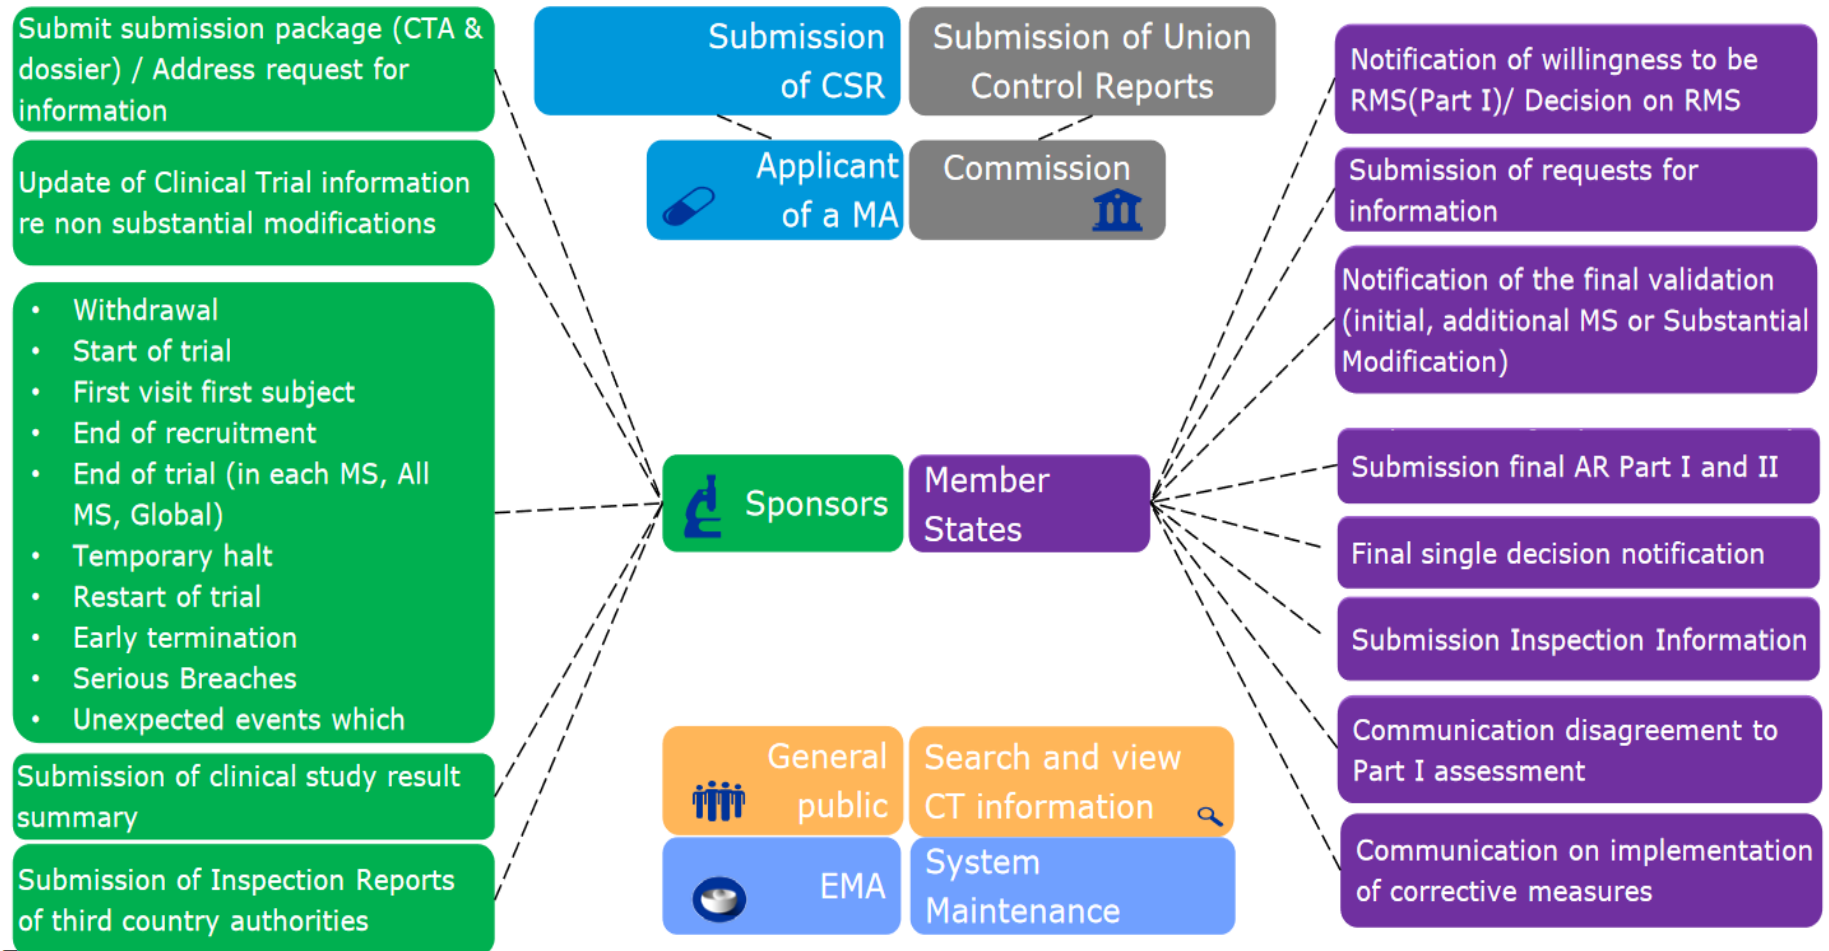 Submit submission package (CTA &
dossier) / Address request for
information
Update of Clinical Trial information
re non substantial modifications
• Withdrawal
• Start of trial
• First visit first subject
• End of recruitment
• End of trial (in each MS, All
MS, Global)
• Temporary halt
• Restart of trial
• Early termination
• Serious Breaches
• Unexpected events which
Submission of clinical study result
summary
Submission of Inspection Reports
of third country authorities
Submission
of CSR
Submission of Union
Control Reports
Applicant
of a MA
Commission
Sponsors
Member
States
General
public
Search and view
CT information
EMA
System
Maintenance
Notification of willingness to be
RMS(Part I)/ Decision on RMS
Submission of requests for
information
Notification of the final validation
(initial, additional MS or Substantial
Modification)
Submission final AR Part I and II
Final single decision notification
Submission Inspection Information
Communication disagreement to
Part I assessment
Communication on implementation
of corrective measures